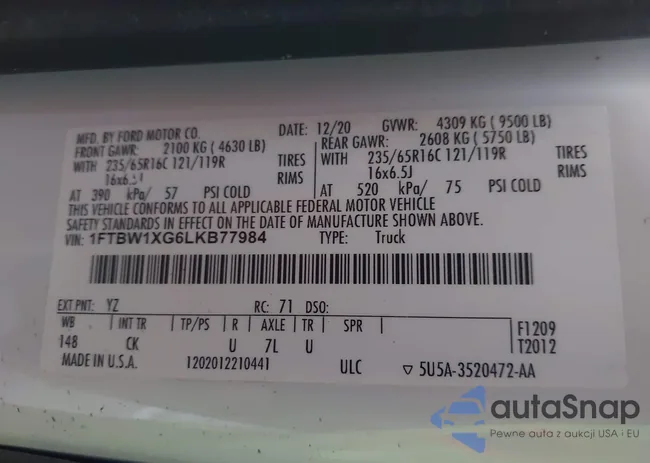 MFD. BY FORD MOTOR CO. DATE: 12/20 GVWR: 4309 KG ( 9500 LB)
FRONT GAWR: 2100 KG ( 4630 LB) REAR GAWR: 2608 KG ( 5750 LB)
WITH 235/65R16C 121/119R TIRES WITH 235/65R16C 121/119R TIRES
16x6.5J RIMS 16x6.5J RIMS
AT 390 kPa/ 57 PSI COLD AT 520 kPa/ 75 PSI COLD
THIS VEHICLE CONFORMS TO ALL APPLICABLE FEDERAL MOTOR VEHICLE
SAFETY STANDARDS IN EFFECT ON THE DATE OF MANUFACTURE SHOWN ABOVE.
VIN: 1FTBW1XG6LKB77984 TYPE: Truck
EXT PNT: YZ RC: 71 DSO:
WB INT TR TP/PS R AXLE TR SPR F1209
148 CK U 7L U T2012
MADE IN U.S.A. 1202012210441 ULC ▽ 5U5A-3520472-AA
autaSnap
Pewne auta z aukcji USA i EU